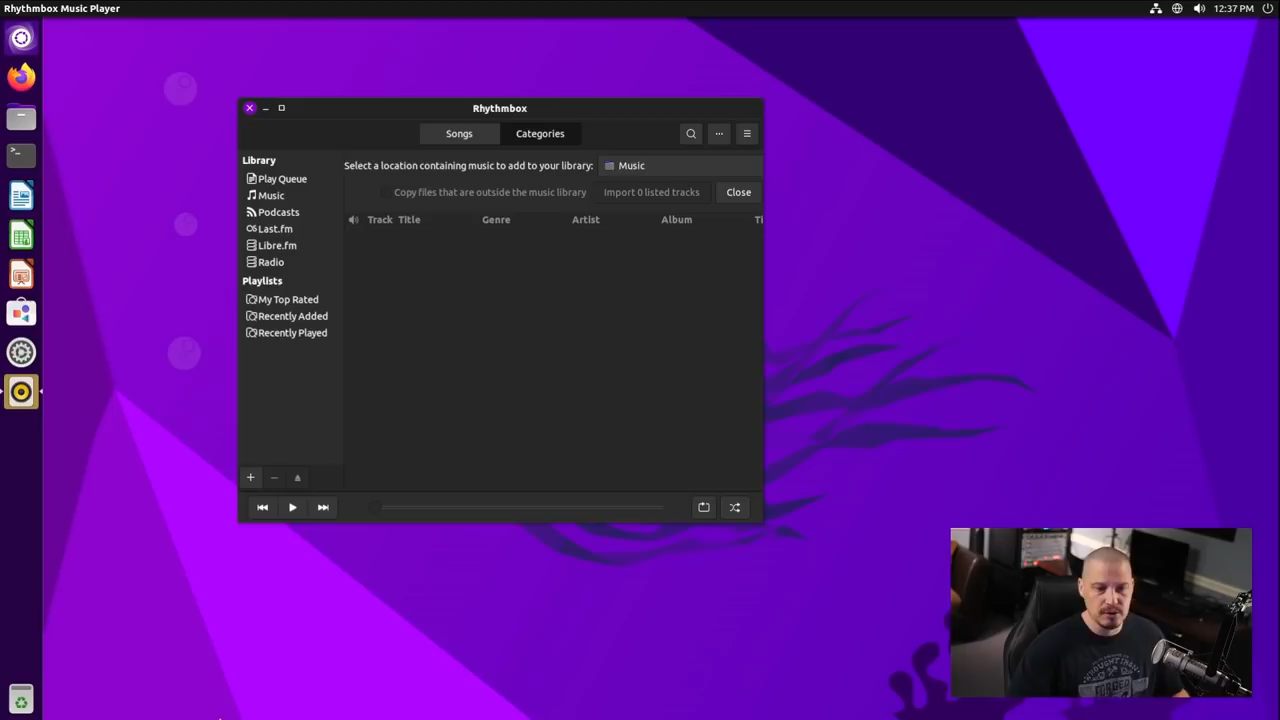 Rhythmbox Music Player
12:37 PM
Rhythmbox
Songs
Categories
Library
Play Queue
Music
Podcasts
Last.fm
Libre.fm
Radio
Playlists
My Top Rated
Recently Added
Recently Played
Select a location containing music to add to your library:
Music
Copy files that are outside the music library
Import 0 listed tracks
Close
Track Title Genre Artist Album